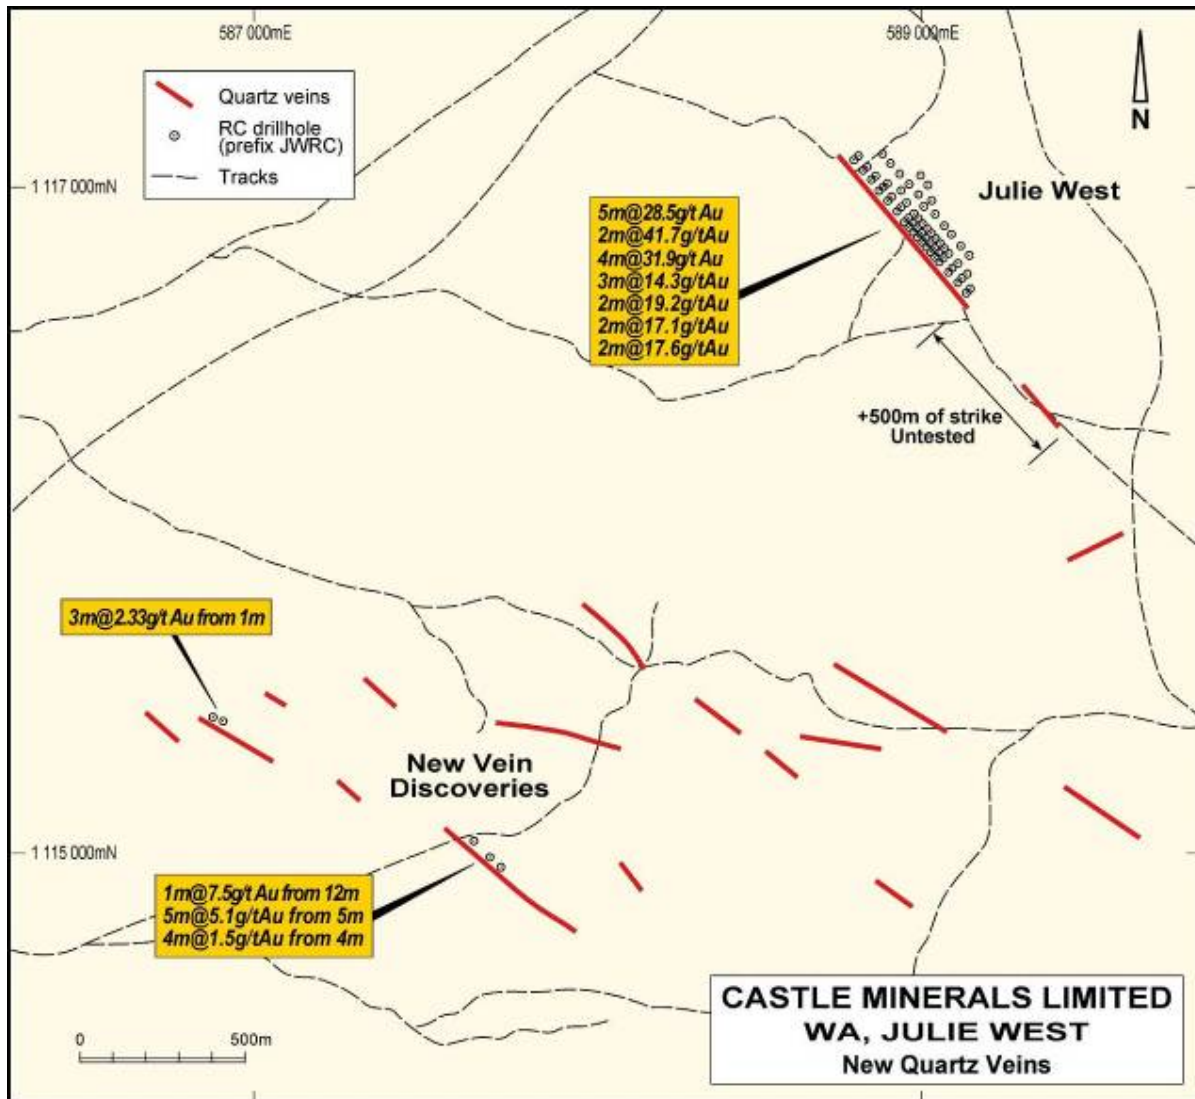 587 000mE
589 000mE
Quartz veins
RC drillhole
(prefix JWRC)
Tracks
N
1 117 000mN
Julie West
5m@28.5g/t Au
2m@41.7g/tAu
4m@31.9g/t Au
3m@14.3g/tAu
2m@19.2g/tAu
2m@17.1g/tAu
2m@17.6g/tAu
+500m of strike
Untested
3m@2.33g/t Au from 1m
New Vein
Discoveries
1 115 000mN
1m@7.5g/t Au from 12m
5m@5.1g/tAu from 5m
4m@1.5g/tAu from 4m
0
500m
CASTLE MINERALS LIMITED
WA, JULIE WEST
New Quartz Veins